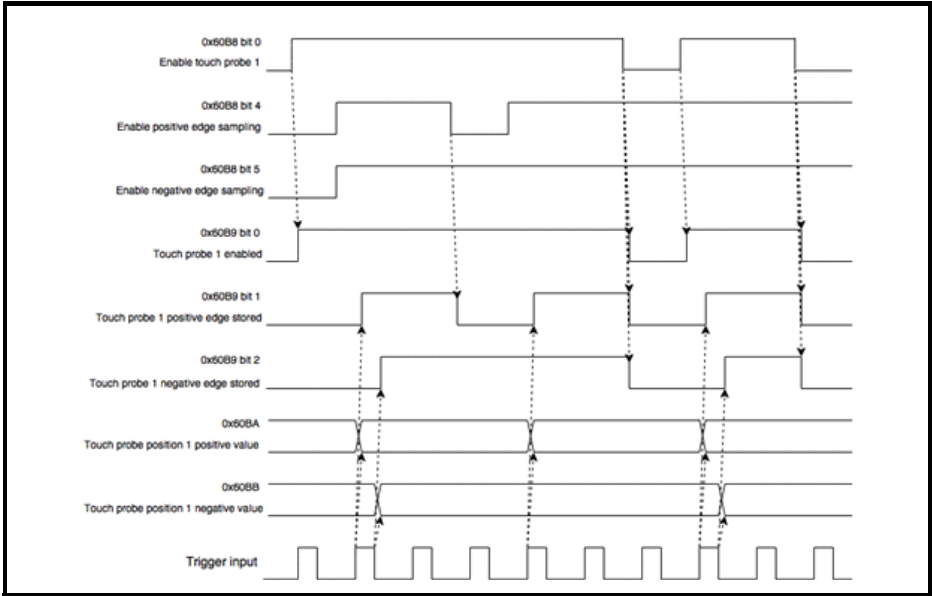 0x60B8 bit 0
Enable touch probe 1
0x60B8 bit 4
Enable positive edge sampling
0x60B8 bit 5
Enable negative edge sampling
0x60B9 bit 0
Touch probe 1 enabled
0x60B9 bit 1
Touch probe 1 positive edge stored
0x60B9 bit 2
Touch probe 1 negative edge stored
0x60BA
Touch probe position 1 positive value
0x60BB
Touch probe position 1 negative value
Trigger input